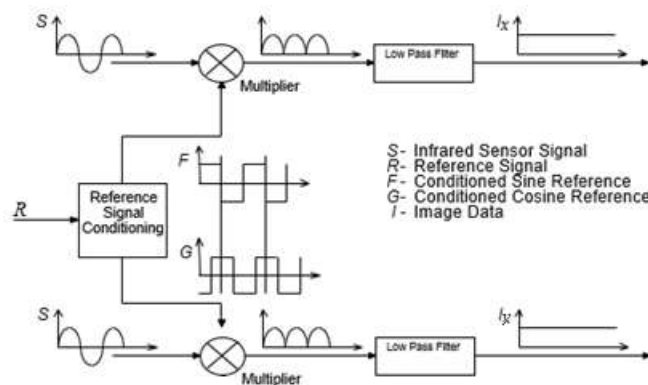 S
Multiplier
Low Pass Filter
I_X
S - Infrared Sensor Signal
R - Reference Signal
F - Conditioned Sine Reference
G - Conditioned Cosine Reference
I - Image Data
F
R
Reference
Signal
Conditioning
G
S
Multiplier
Low Pass Filter
I_X